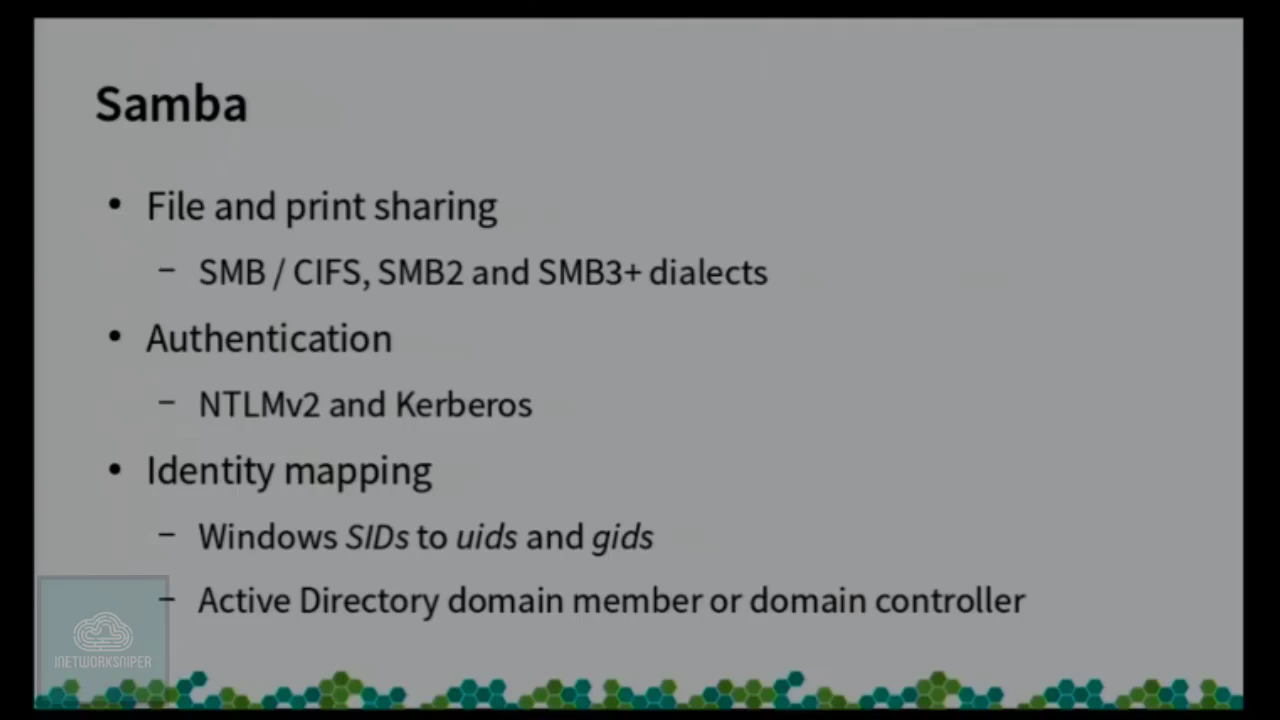 Samba
• File and print sharing
– SMB / CIFS, SMB2 and SMB3+ dialects
• Authentication
– NTLMv2 and Kerberos
• Identity mapping
– Windows SIDs to uids and gids
– Active Directory domain member or domain controller
INETWORKSNIPER